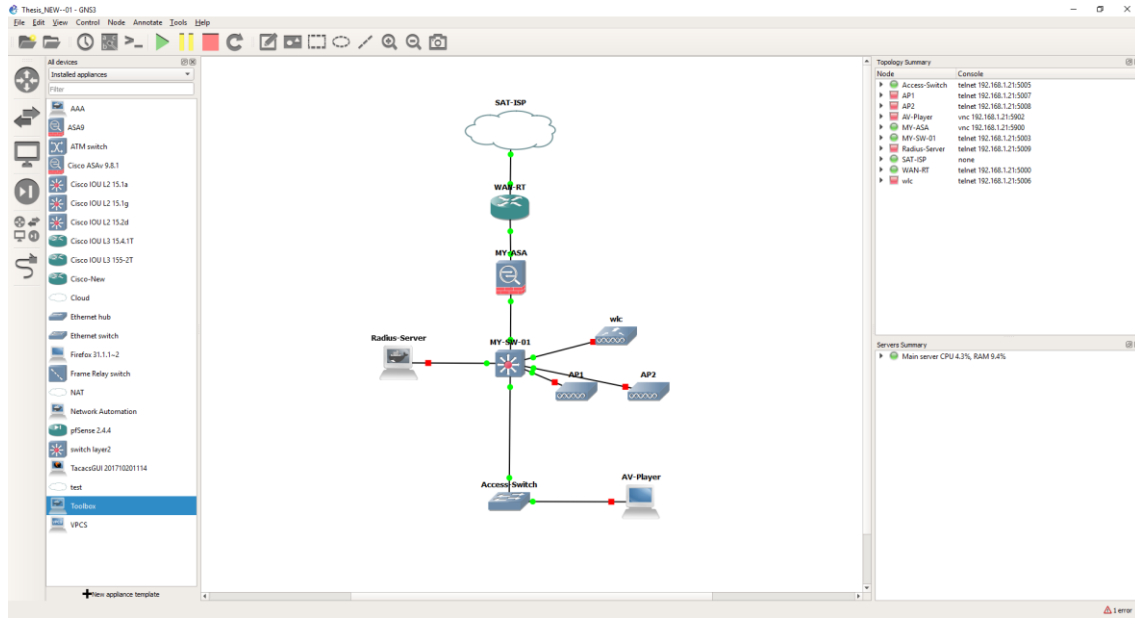 Thesis_NEW--01 - GNS3
File Edit View Control Node Annotate Tools Help
All devices
Installed appliances
Filter
AAA
ASA9
ATM switch
Cisco ASAv 9.8.1
Cisco IOU L2 15.1a
Cisco IOU L2 15.1g
Cisco IOU L2 15.2d
Cisco IOU L3 15.4.1T
Cisco IOU L3 155-2T
Cisco-New
Cloud
Ethernet hub
Ethernet switch
Firefox 31.1.1~2
Frame Relay switch
NAT
Network Automation
pfSense 2.4.4
switch layer2
TacacsGUI 201710201114
test
Toolbox
VPCS
New appliance template
SAT-ISP
WAN-RT
MY-ASA
wlc
Radius-Server
MY-SW-01
AP1
AP2
Access-Switch
AV-Player
Topology Summary
Node Console
Access-Switch telnet 192.168.1.21:5005
AP1 telnet 192.168.1.21:5007
AP2 telnet 192.168.1.21:5008
AV-Player vnc 192.168.1.21:5902
MY-ASA vnc 192.168.1.21:5900
MY-SW-01 telnet 192.168.1.21:5003
Radius-Server telnet 192.168.1.21:5009
SAT-ISP none
WAN-RT telnet 192.168.1.21:5000
wlc telnet 192.168.1.21:5006
Servers Summary
Main server CPU 4.3%, RAM 9.4%
1 error